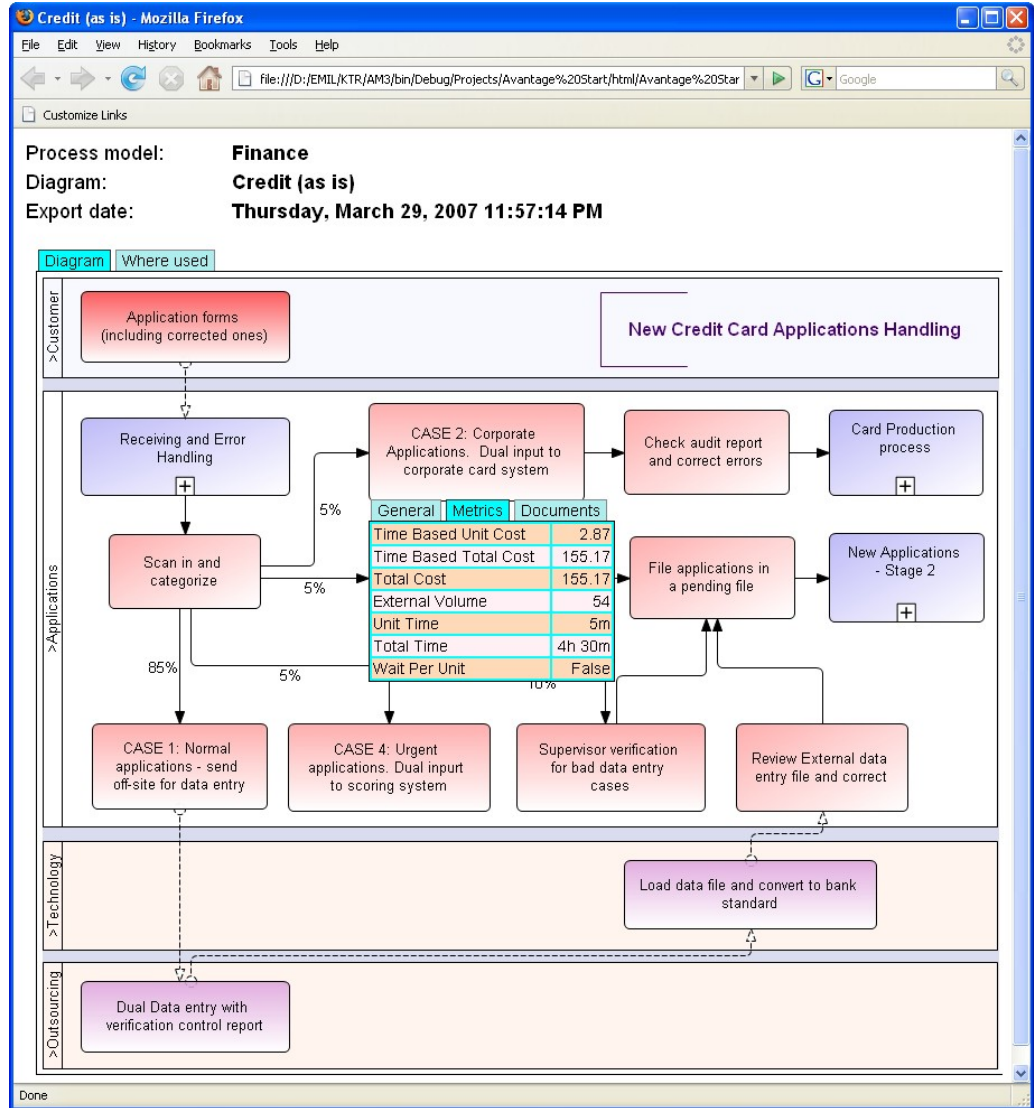 Credit (as is) - Mozilla Firefox
File Edit View History Bookmarks Tools Help
file:///D:/EMIL/KTR/AM3/bin/Debug/Projects/Avantage%20Start/html/Avantage%20Star
G Google
Customize Links
Process model: Finance
Diagram: Credit (as is)
Export date: Thursday, March 29, 2007 11:57:14 PM
Diagram Where used
>Customer
Application forms
(including corrected ones)
New Credit Card Applications Handling
>Applications
Receiving and Error
Handling
CASE 2: Corporate
Applications. Dual input to
corporate card system
Check audit report
and correct errors
Card Production
process
5%
General Metrics Documents
Time Based Unit Cost 2.87
Time Based Total Cost 155.17
Total Cost 155.17
External Volume 54
Unit Time 5m
Total Time 4h 30m
Wait Per Unit False
Scan in and
categorize
5%
File applications in
a pending file
New Applications
- Stage 2
85%
5%
10%
CASE 1: Normal
applications - send
off-site for data entry
CASE 4: Urgent
applications. Dual inpurt
to scoring system
Supervisor verification
for bad data entry
cases
Review External data
entry file and correct
>Technology
Load data file and convert to bank
standard
>Outsourcing
Dual Data entry with
verification control report
Done